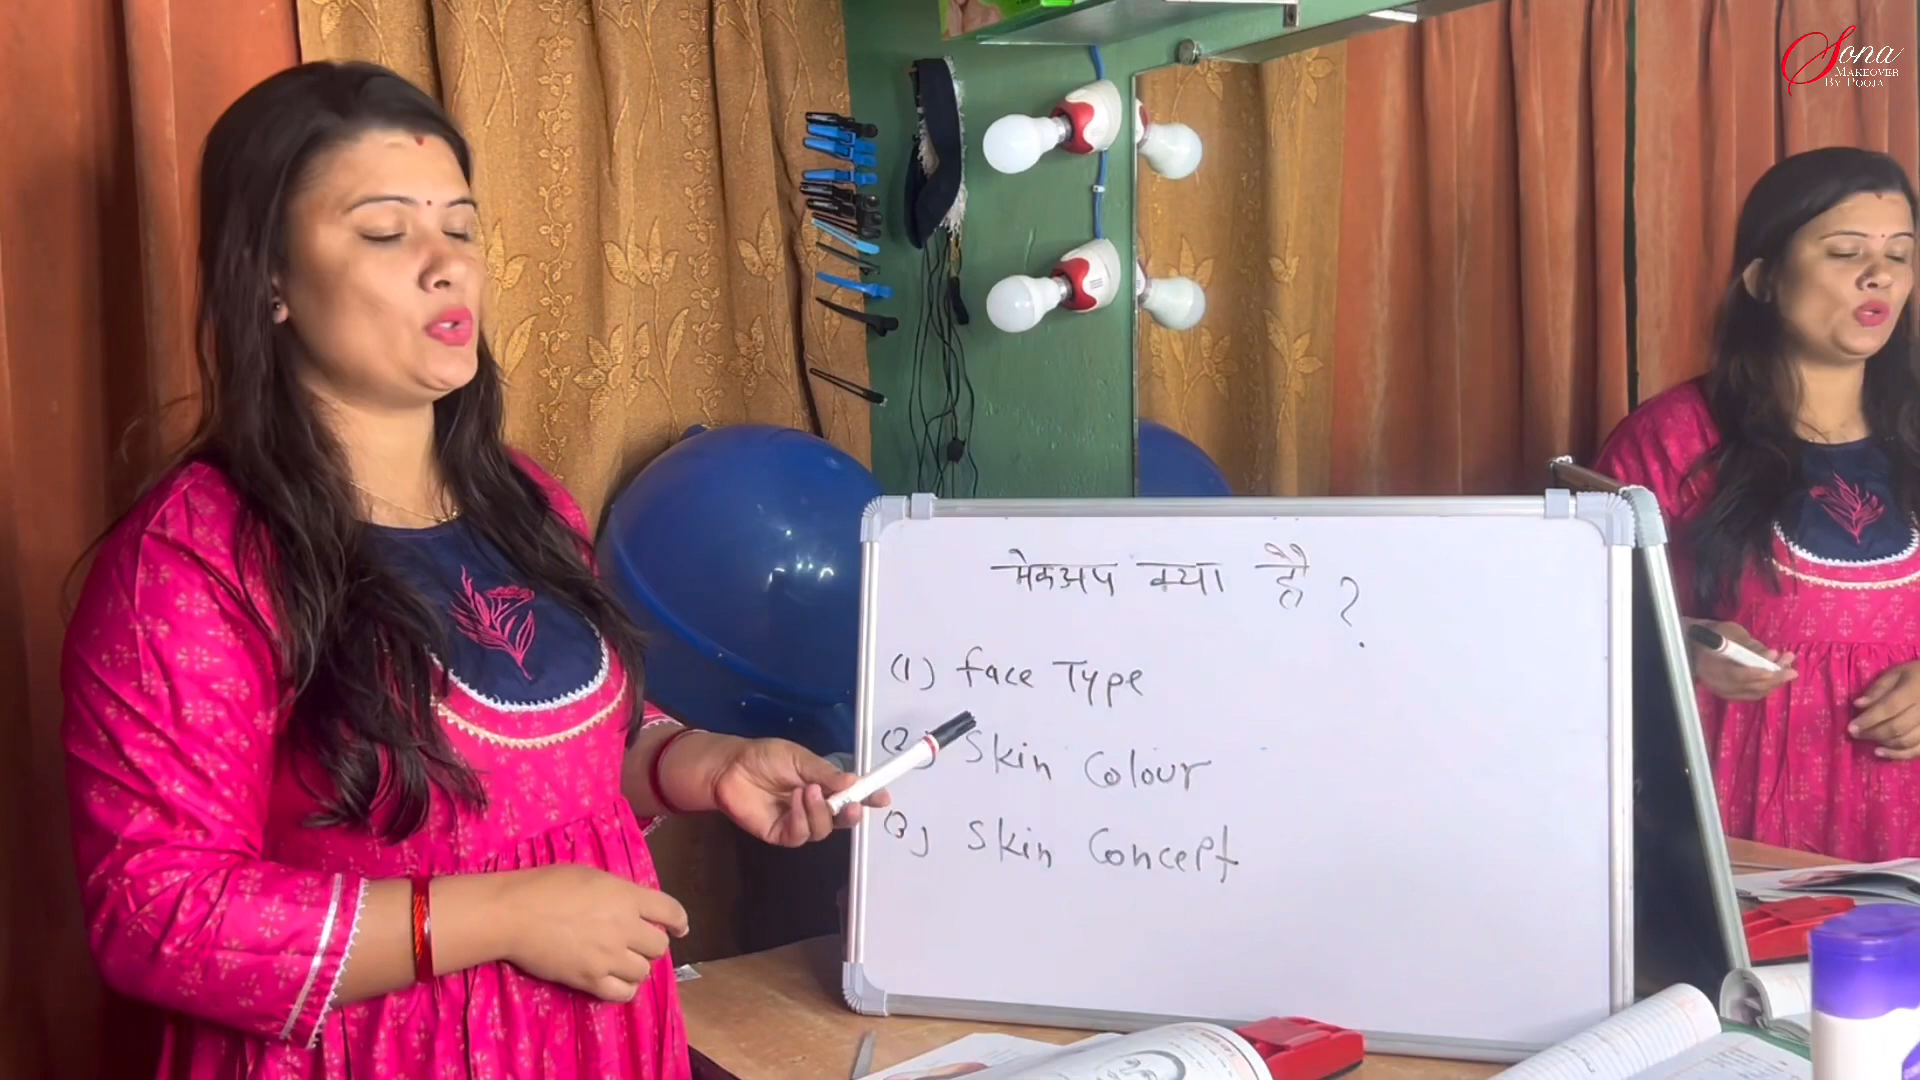 Sona
MAKEOVER
BY POOJA
मेकअप क्या है ?
(1) face Type
(2) Skin Colour
(3) Skin Concept